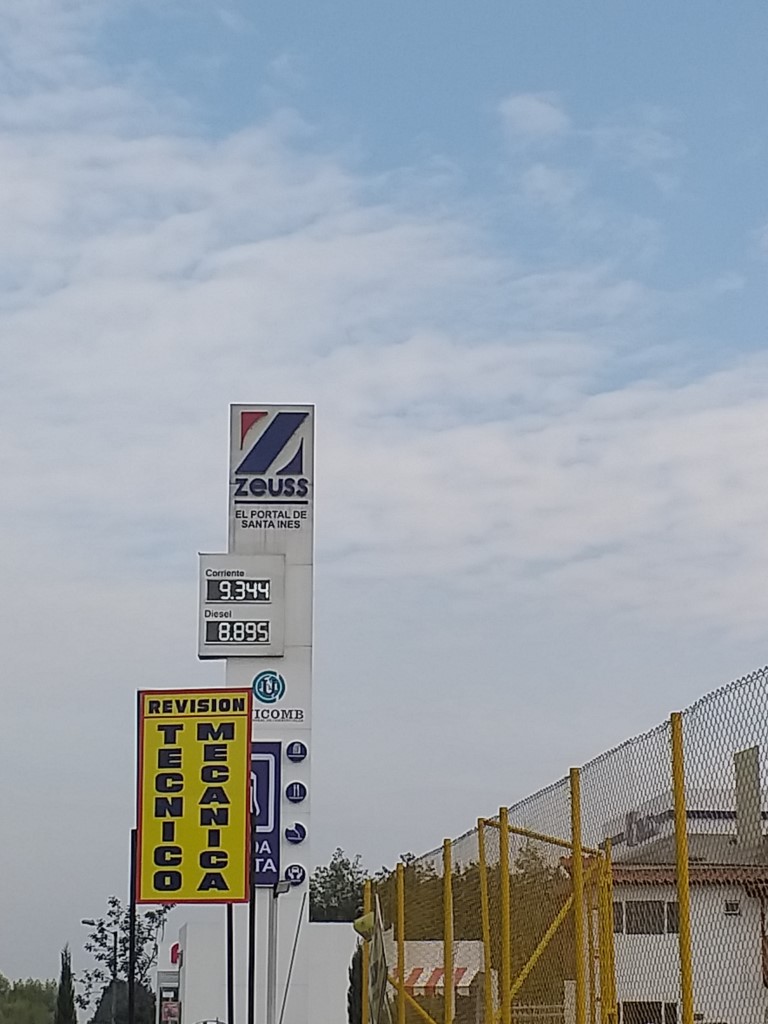 zeuss
EL PORTAL DE
SANTA INES
Corriente
9.344
Diesel
8.895
REVISION
TECNICO
MECANICA